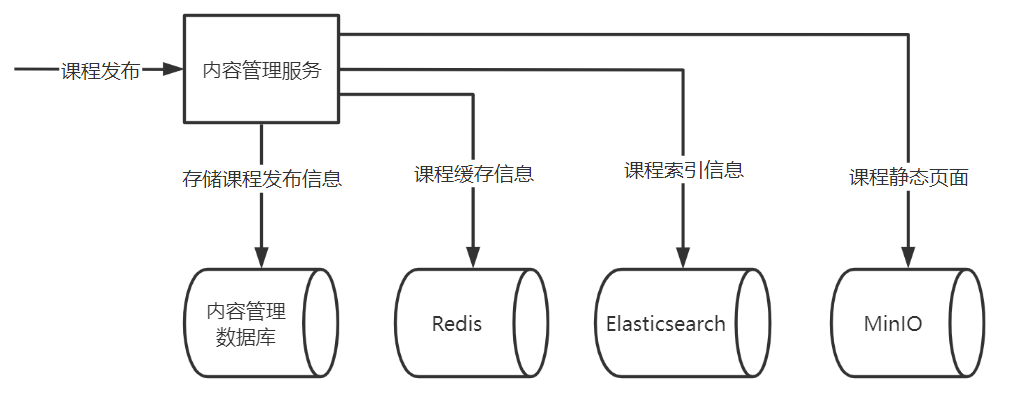 课程发布
内容管理服务
存储课程发布信息
课程缓存信息
课程索引信息
课程静态页面
内容管理
数据库
Redis
Elasticsearch
MinIO